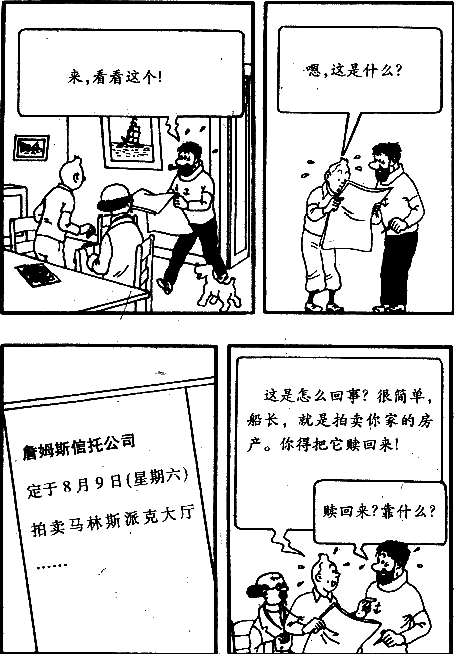 来,看看这个!
嗯,这是什么?
詹姆斯信托公司
定于8月9日(星期六)
拍卖马林斯派克大厅
……
这是怎么回事?很简单,
船长,就是拍卖你家的房
产。你得把它赎回来!
赎回来?靠什么?